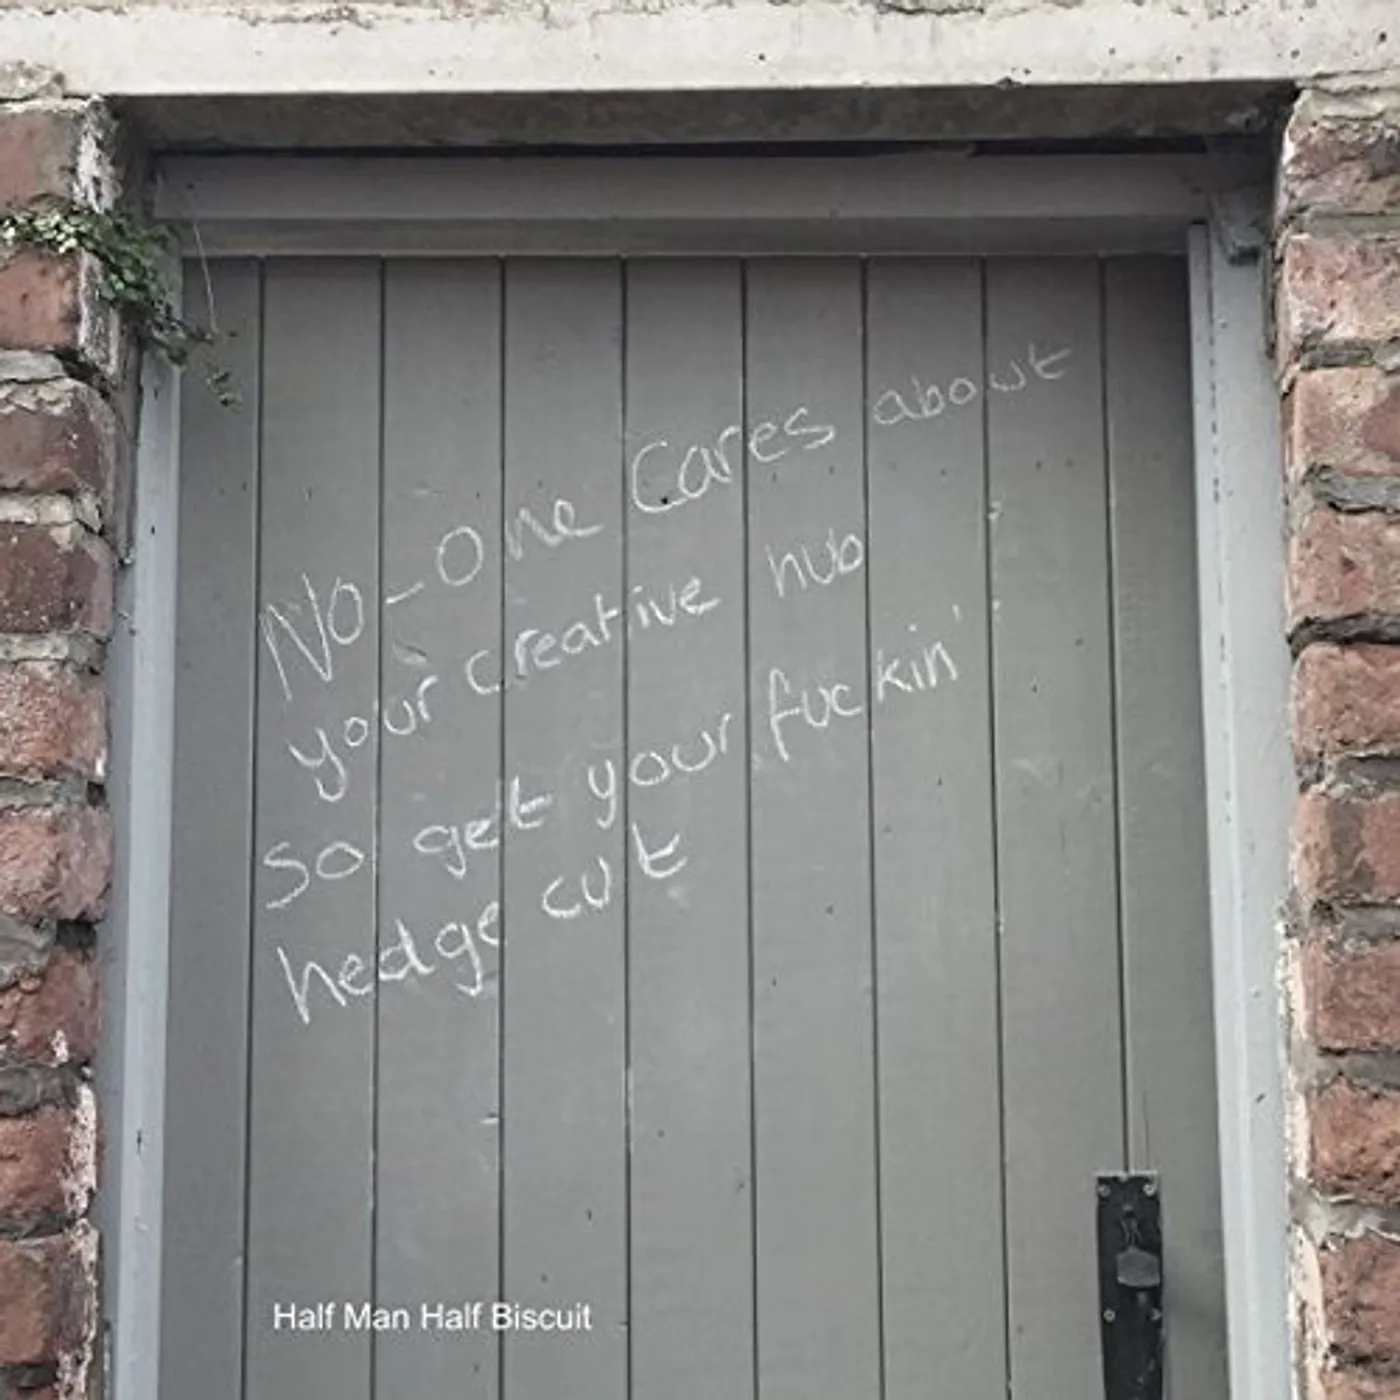 No-one Cares about
your creative hub
So get your fuckin'
hedge cut
Half Man Half Biscuit